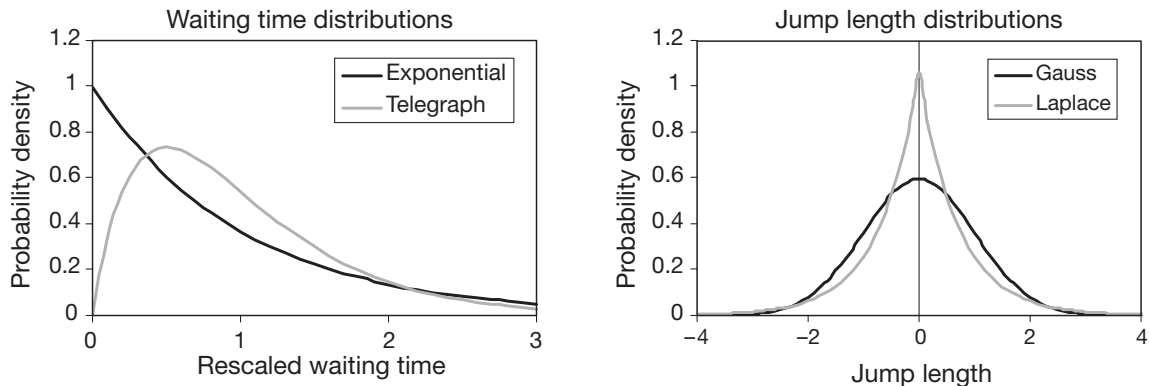 Waiting time distributions
Probability density
1.2
1
0.8
0.6
0.4
0.2
0
Exponential
Telegraph
0 1 2 3
Rescaled waiting time
Jump length distributions
Probability density
1.2
1
0.8
0.6
0.4
0.2
0
Gauss
Laplace
−4 −2 0 2 4
Jump length